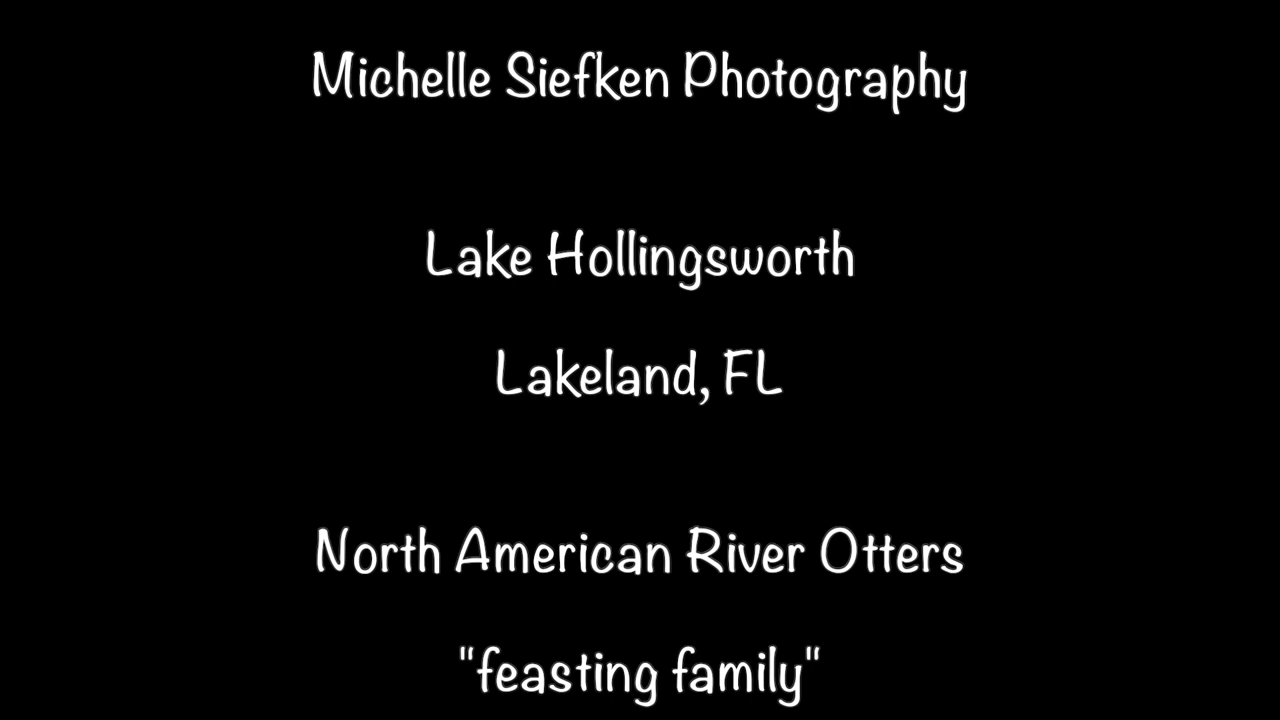 Michelle Siefken Photography
Lake Hollingsworth
Lakeland, FL
North American River Otters
"feasting family"